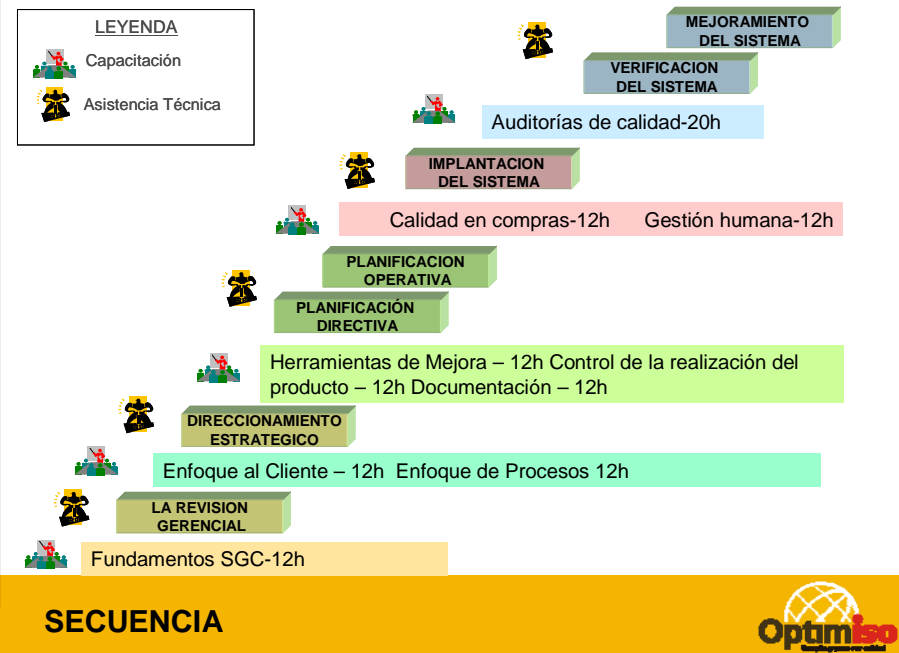 LEYENDA
Capacitación
Asistencia Técnica
MEJORAMIENTO
DEL SISTEMA
VERIFICACION
DEL SISTEMA
Auditorías de calidad-20h
IMPLANTACION
DEL SISTEMA
Calidad en compras-12h Gestión humana-12h
PLANIFICACION
OPERATIVA
PLANIFICACIÓN
DIRECTIVA
Herramientas de Mejora – 12h Control de la realización del
producto – 12h Documentación – 12h
DIRECCIONAMIENTO
ESTRATEGICO
Enfoque al Cliente – 12h Enfoque de Procesos 12h
LA REVISION
GERENCIAL
Fundamentos SGC-12h
SECUENCIA
Optimiso